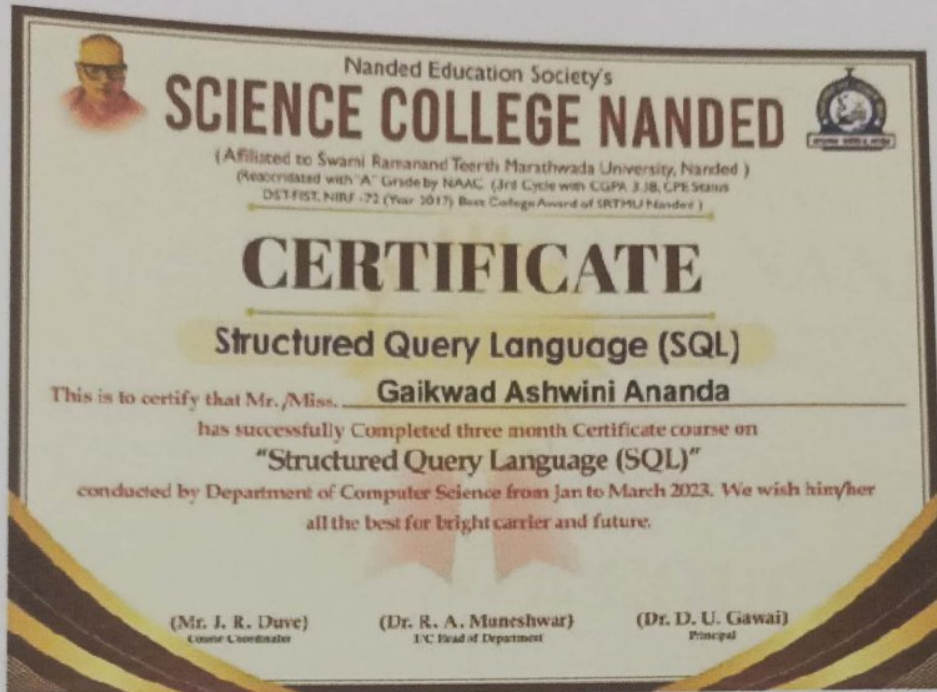 Nanded Education Society's
SCIENCE COLLEGE NANDED
(Affiliated to Swami Ramanand Teerth Marathwada University, Nanded)
(Reaccridated with "A" Grade by NAAC (3rd Cycle with CGPA 3.38, CPE Status
DST-FIST, NIRF -72 (Year 2017) Best College Award of SRTMU Nanded)
CERTIFICATE
Structured Query Language (SQL)
This is to certify that Mr./Miss. Gaikwad Ashwini Ananda
has successfully Completed three month Certificate course on
"Structured Query Language (SQL)"
conducted by Department of Computer Science from Jan to March 2023. We wish him/her
all the best for bright carrier and future.
(Mr. J. R. Duve) (Dr. R. A. Muneshwar) (Dr. D. U. Gawai)
Course Coordinator I/C Head of Department Principal